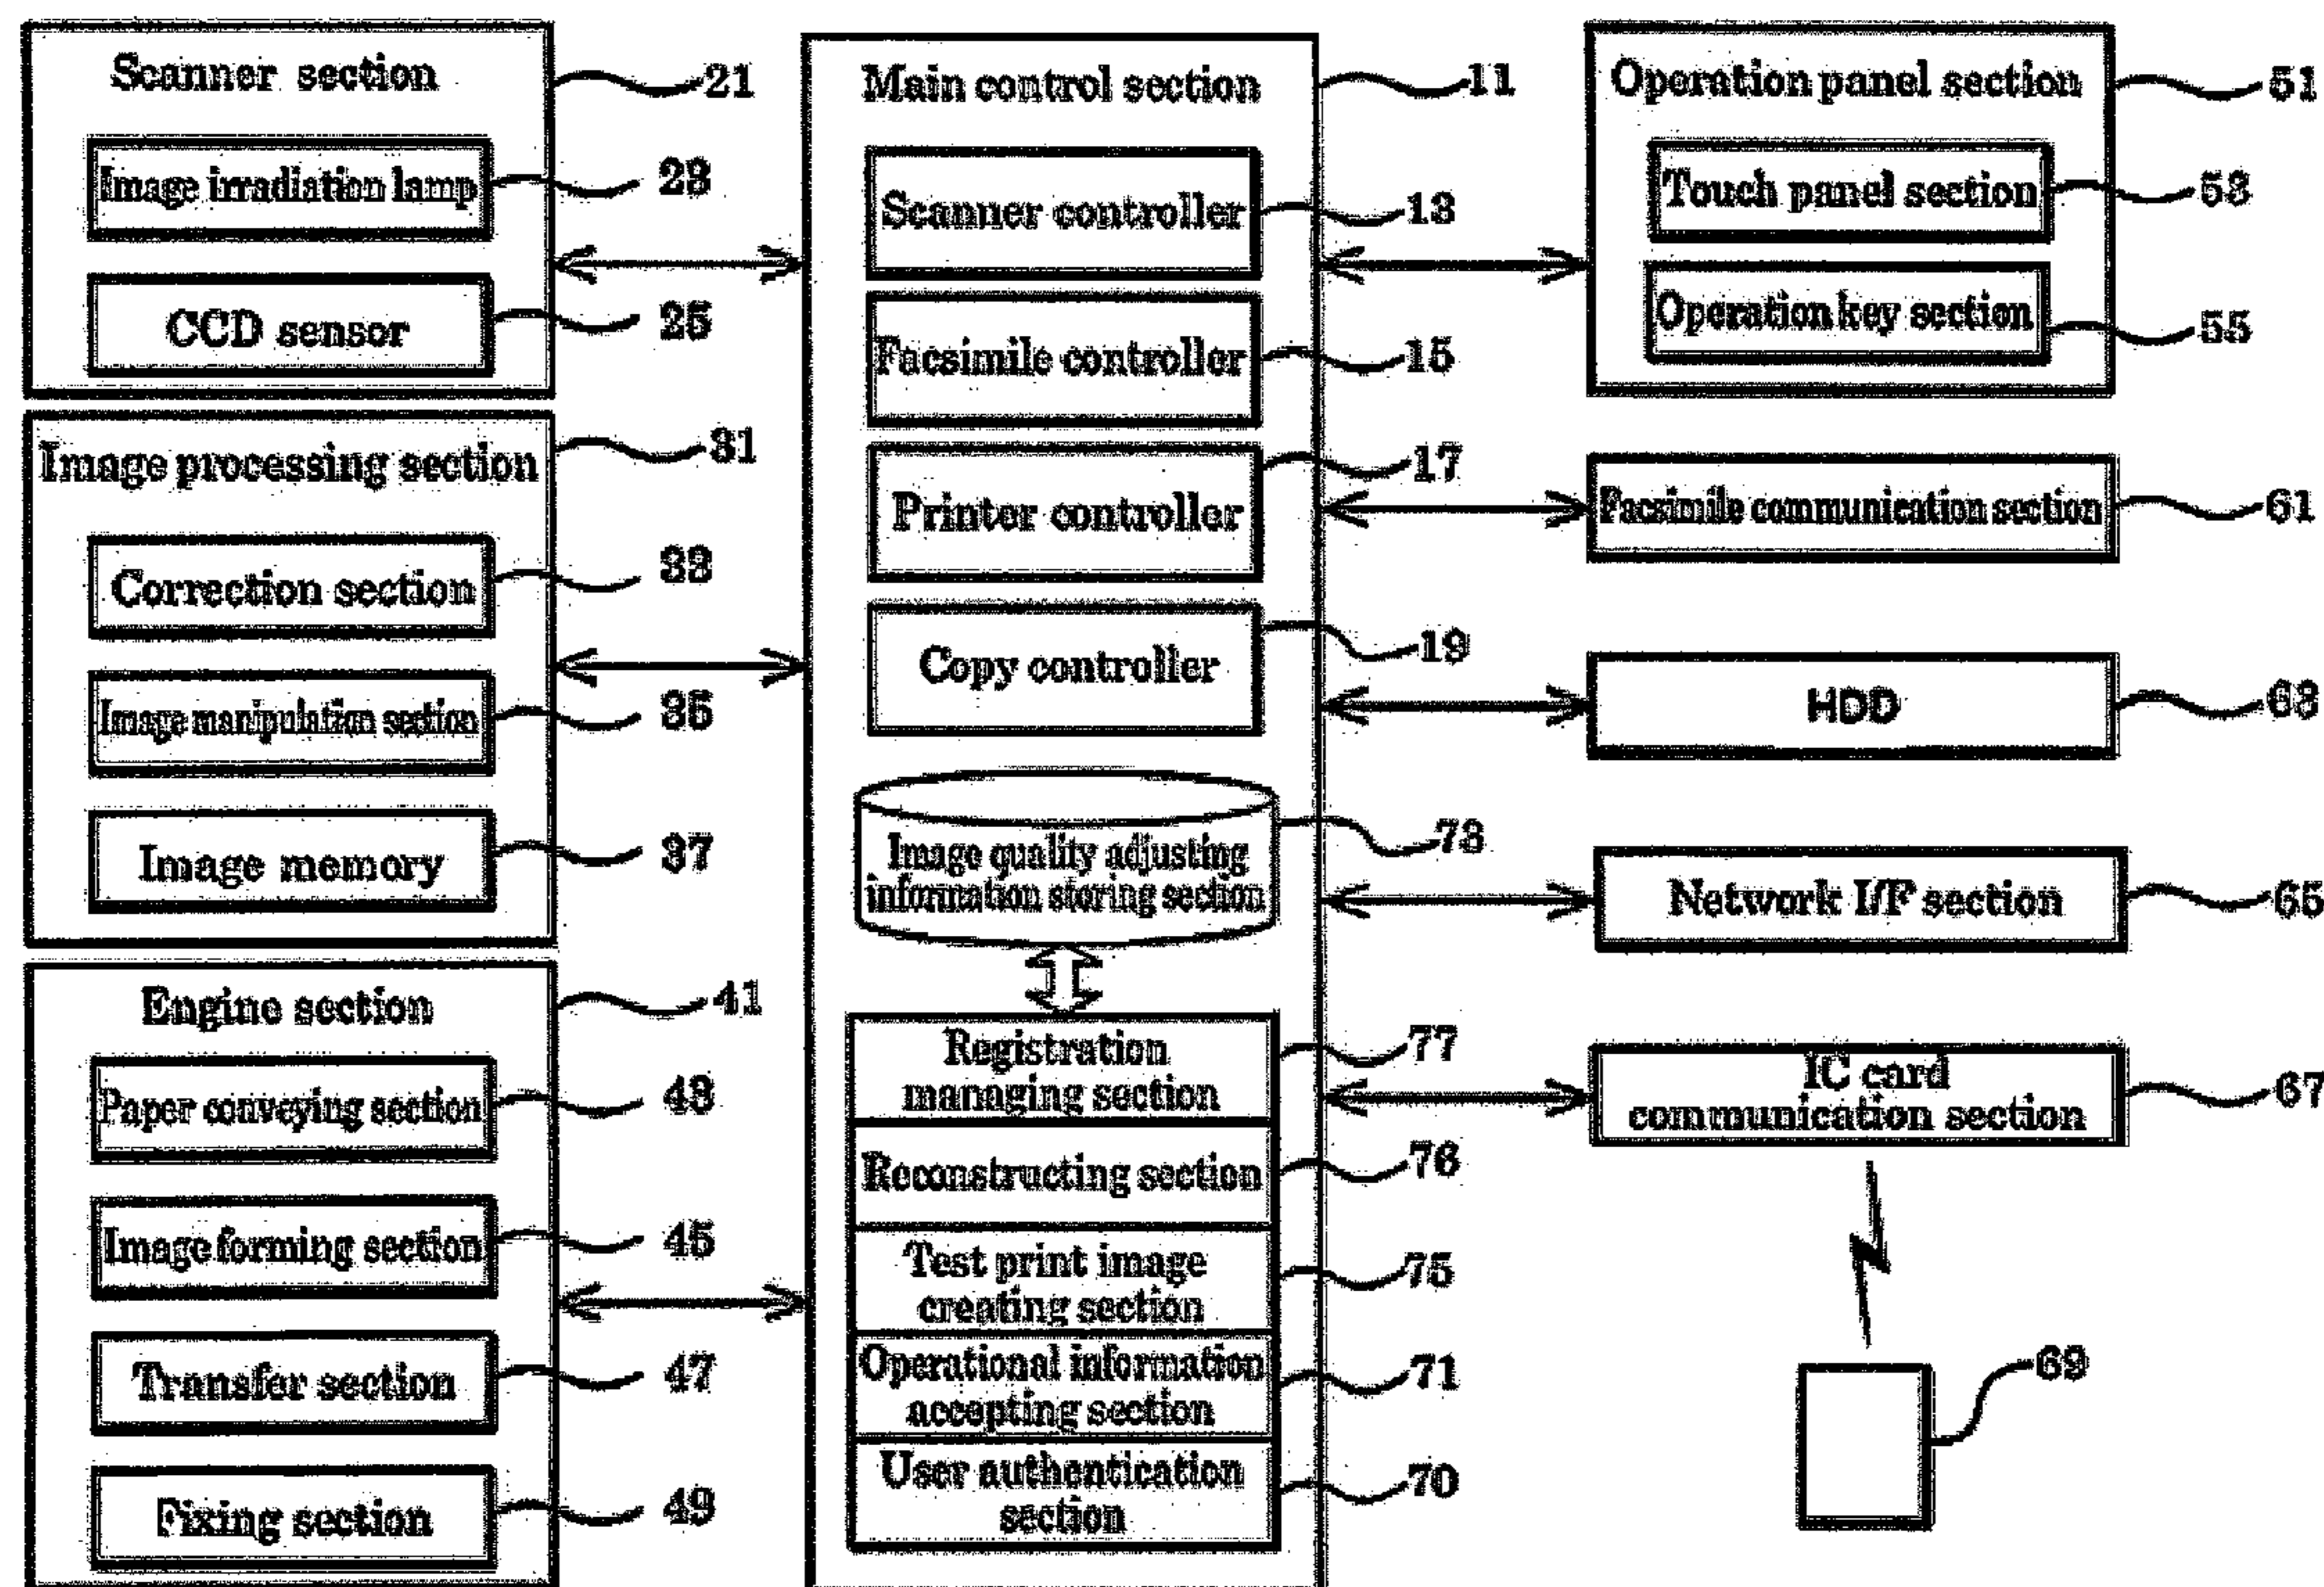 Scanner section
21
Image irradiation lamp
23
CCD sensor
25
Image processing section
31
Correction section
33
Image manipulation section
35
Image memory
37
Engine section
41
Paper conveying section
43
Image forming section
45
Transfer section
47
Fixing section
49
Main control section
11
Scanner controller
13
Facsimile controller
15
Printer controller
17
Copy controller
19
Image quality adjusting
information storing section
73
Registration
managing section
77
Reconstructing section
76
Test print image
creating section
75
Operational information
accepting section
71
User authentication
section
70
Operation panel section
51
Touch panel section
53
Operation key section
55
Facsimile communication section
61
HDD
63
Network I/F section
65
IC card
communication section
67
69